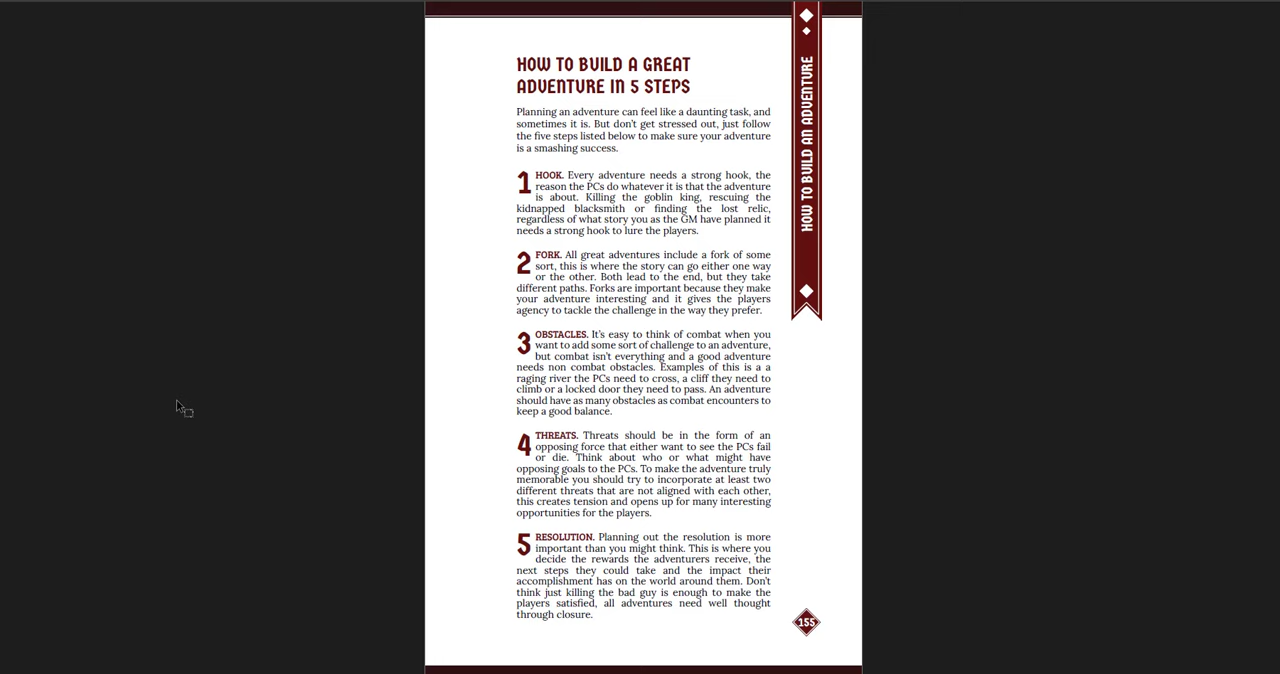 HOW TO BUILD A GREAT
ADVENTURE IN 5 STEPS
Planning an adventure can feel like a daunting task, and
sometimes it is. But don't get stressed out, just follow
the five steps listed below to make sure your adventure
is a smashing success.
1 HOOK. Every adventure needs a strong hook, the
reason the PCs do whatever it is that the adventure
is about. Killing the goblin king, rescuing the
kidnapped blacksmith or finding the lost relic,
regardless of what story you as the GM have planned it
needs a strong hook to lure the players.
2 FORK. All great adventures include a fork of some
sort, this is where the story can go either one way
or the other. Both lead to the end, but they take
different paths. Forks are important because they make
your adventure interesting and it gives the players
agency to tackle the challenge in the way they prefer.
3 OBSTACLES. It's easy to think of combat when you
want to add some sort of challenge to an adventure,
but combat isn't everything and a good adventure
needs non combat obstacles. Examples of this is a a
raging river the PCs need to cross, a cliff they need to
climb or a locked door they need to pass. An adventure
should have as many obstacles as combat encounters to
keep a good balance.
4 THREATS. Threats should be in the form of an
opposing force that either want to see the PCs fail
or die. Think about who or what might have
opposing goals to the PCs. To make the adventure truly
memorable you should try to incorporate at least two
different threats that are not aligned with each other,
this creates tension and opens up for many interesting
opportunities for the players.
5 RESOLUTION. Planning out the resolution is more
important than you might think. This is where you
decide the rewards the adventurers receive, the
next steps they could take and the impact their
accomplishment has on the world around them. Don't
think just killing the bad guy is enough to make the
players satisfied, all adventures need well thought
through closure.
HOW TO BUILD AN ADVENTURE
155